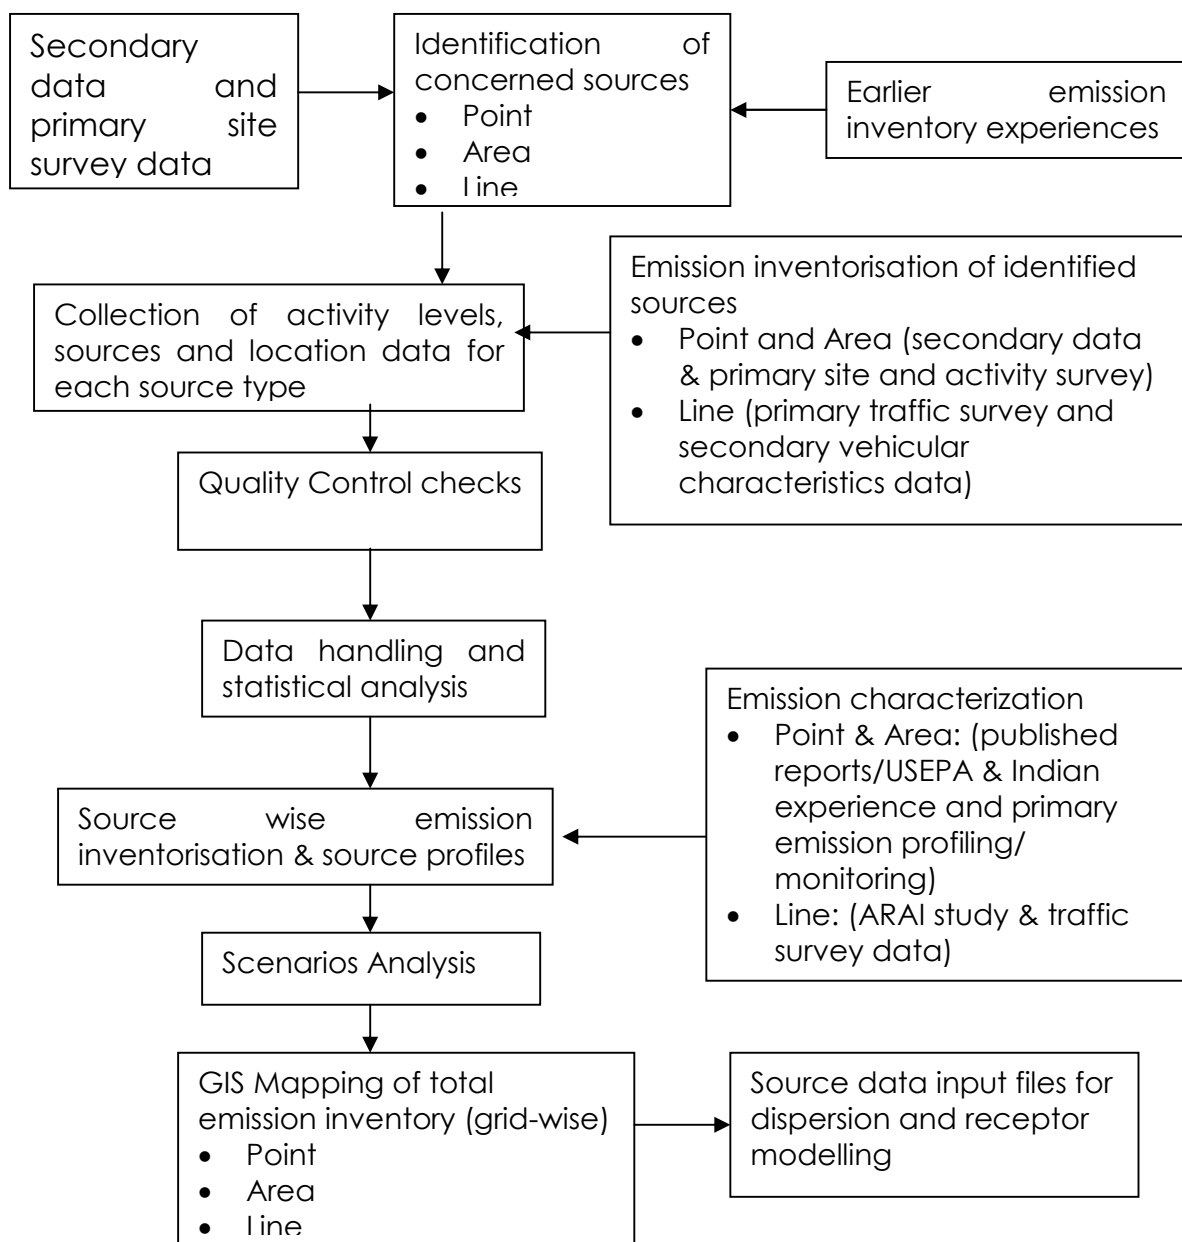 Secondary
data and
primary site
survey data
Identification of
concerned sources
• Point
• Area
• Line
Earlier emission
inventory experiences
Collection of activity levels,
sources and location data for
each source type
Emission inventorisation of identified
sources
• Point and Area (secondary data
& primary site and activity survey)
• Line (primary traffic survey and
secondary vehicular
characteristics data)
Quality Control checks
Data handling and
statistical analysis
Emission characterization
• Point & Area: (published
reports/USEPA & Indian
experience and primary
emission profiling/
monitoring)
• Line: (ARAI study & traffic
survey data)
Source wise emission
inventorisation & source profiles
Scenarios Analysis
GIS Mapping of total
emission inventory (grid-wise)
• Point
• Area
• Line
Source data input files for
dispersion and receptor
modelling